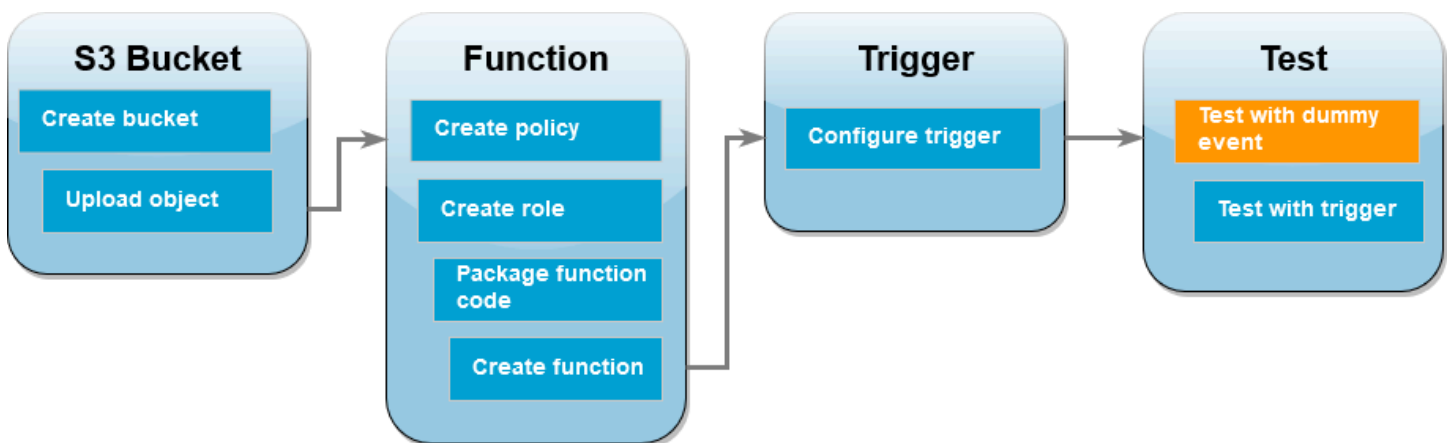 S3 Bucket
Create bucket
Upload object
Function
Create policy
Create role
Package function
code
Create function
Trigger
Configure trigger
Test
Test with dummy
event
Test with trigger